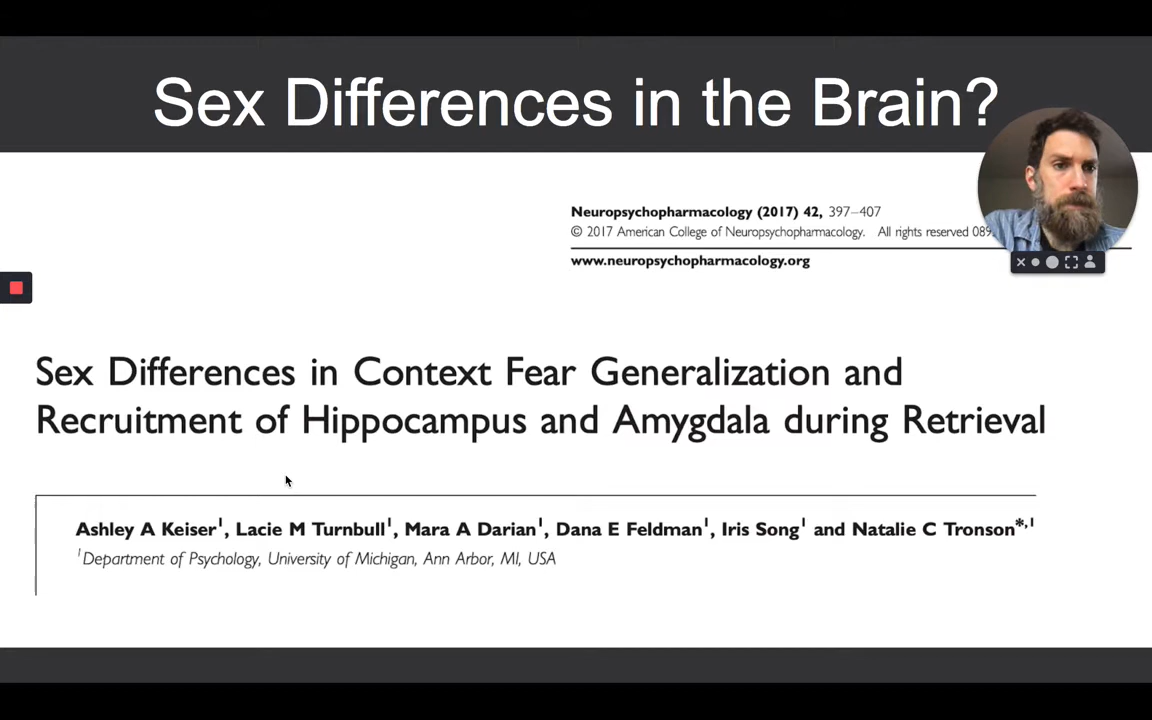 Sex Differences in the Brain?
Neuropsychopharmacology (2017) 42, 397–407
© 2017 American College of Neuropsychopharmacology. All rights reserved
www.neuropsychopharmacology.org
Sex Differences in Context Fear Generalization and
Recruitment of Hippocampus and Amygdala during Retrieval
Ashley A Keiser¹, Lacie M Turnbull¹, Mara A Darian¹, Dana E Feldman¹, Iris Song¹ and Natalie C Tronson*,¹
¹Department of Psychology, University of Michigan, Ann Arbor, MI, USA